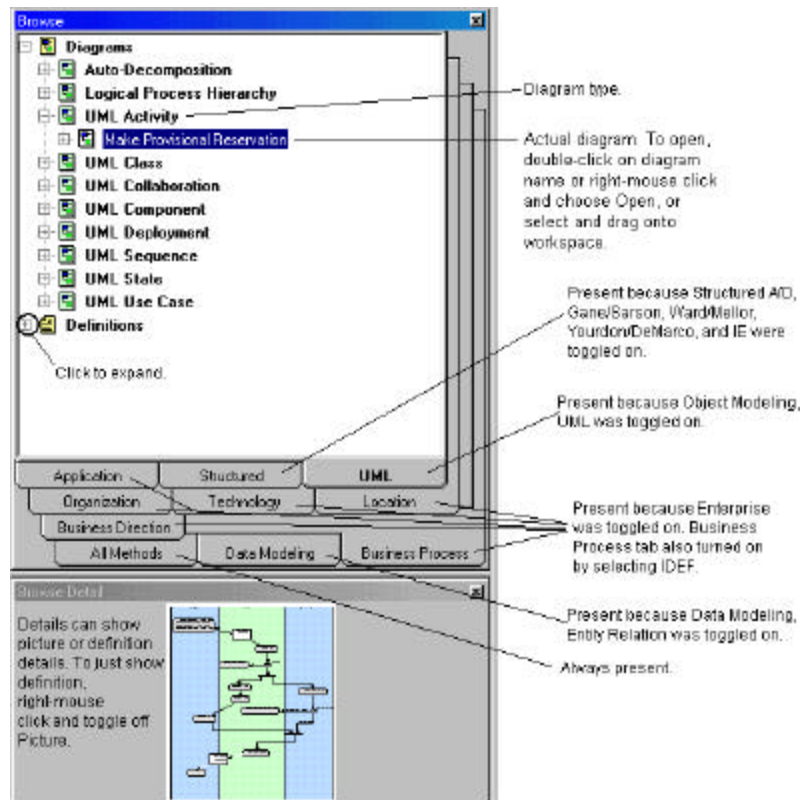 Browse
Diagrams
Auto-Decomposition
Logical Process Hierarchy
UML Activity
Make Provisional Reservation
UML Class
UML Collaboration
UML Component
UML Deployment
UML Sequence
UML State
UML Use Case
Definitions
Click to expand.
Diagram type.
Actual diagram. To open,
double-click on diagram
name or right-mouse click
and choose Open, or
select and drag onto
workspace.
Present because Structured A/D,
Gane/Sarson, Ward/Mellor,
Yourdon/DeMarco, and IE were
toggled on.
Present because Object Modeling,
UML was toggled on.
Application
Structured
UML
Organization
Technology
Location
Business Direction
All Methods
Data Modeling
Business Process
Present because Enterprise
was toggled on. Business
Process tab also turned on
by selecting IDEF.
Present because Data Modeling,
Entity Relation was toggled on.
Always present.
Browse Detail
Details can show
picture or definition
details. To just show
definition,
right-mouse
click and toggle off
Picture.